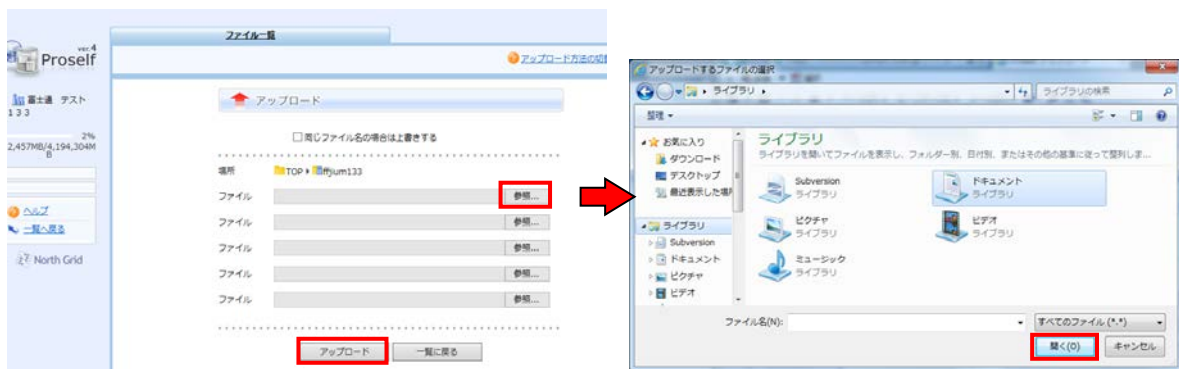 ファイル一覧
ver.4
Proself
アップロード方法の切替
富士通 テスト
133
2%
2,457MB/4,194,304M
B
ヘルプ
一覧へ戻る
North Grid
アップロード
同じファイル名の場合は上書きする
場所 TOP ffjium133
ファイル 参照...
ファイル 参照...
ファイル 参照...
ファイル 参照...
ファイル 参照...
アップロード 一覧に戻る
アップロードするファイルの選択
ライブラリ ライブラリの検索
整理
お気に入り
ダウンロード
デスクトップ
最近表示した場所
ライブラリ
Subversion
ドキュメント
ピクチャ
ビデオ
ライブラリ
ライブラリを開いてファイルを表示し、フォルダー別、日付別、またはその他の基準に従って整列しま...
Subversion
ライブラリ
ドキュメント
ライブラリ
ピクチャ
ライブラリ
ビデオ
ライブラリ
ミュージック
ライブラリ
ファイル名(N): すべてのファイル (*.*)
開く(O) キャンセル